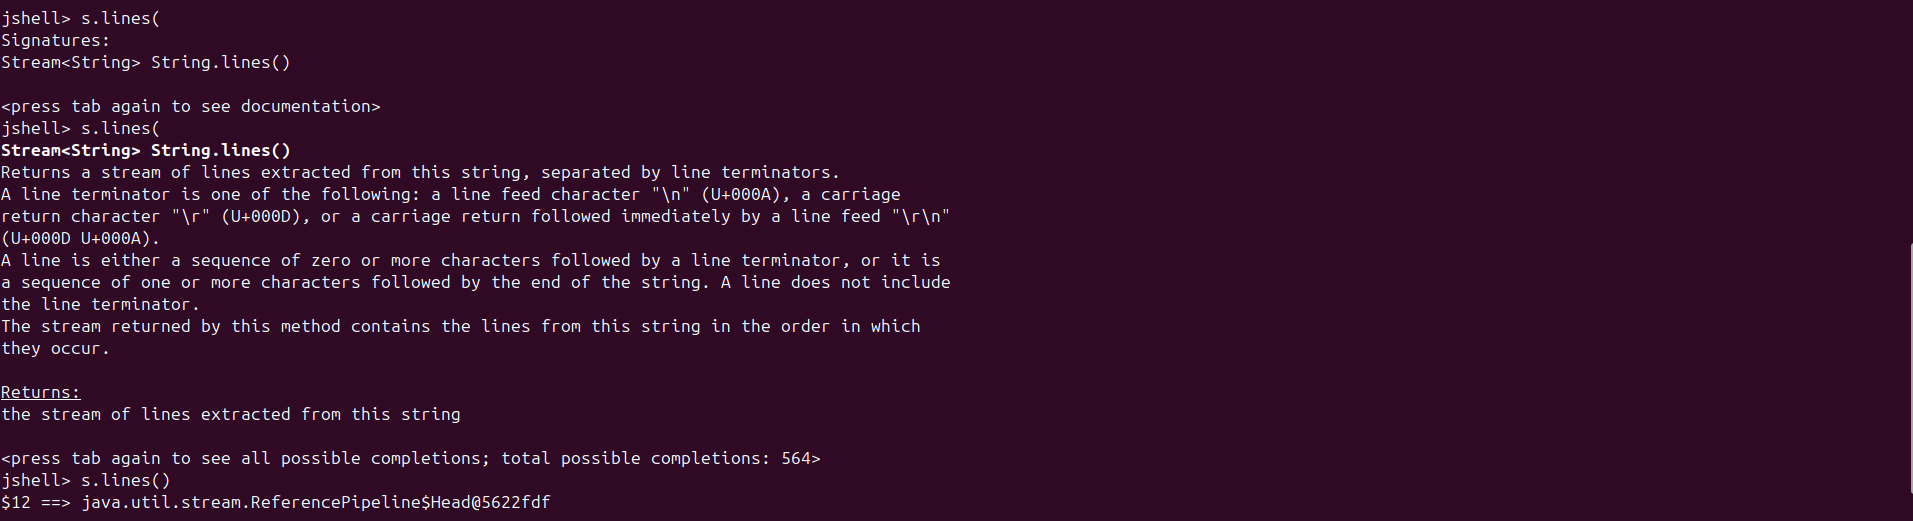 jshell> s.lines(
Signatures:
Stream<String> String.lines()
<press tab again to see documentation>
jshell> s.lines(
Stream<String> String.lines()
Returns a stream of lines extracted from this string, separated by line terminators.
A line terminator is one of the following: a line feed character "\n" (U+000A), a carriage
return character "\r" (U+000D), or a carriage return followed immediately by a line feed "\r\n"
(U+000D U+000A).
A line is either a sequence of zero or more characters followed by a line terminator, or it is
a sequence of one or more characters followed by the end of the string. A line does not include
the line terminator.
The stream returned by this method contains the lines from this string in the order in which
they occur.
Returns:
the stream of lines extracted from this string
<press tab again to see all possible completions; total possible completions: 564>
jshell> s.lines()
$12 ==> java.util.stream.ReferencePipeline$Head@5622fdf